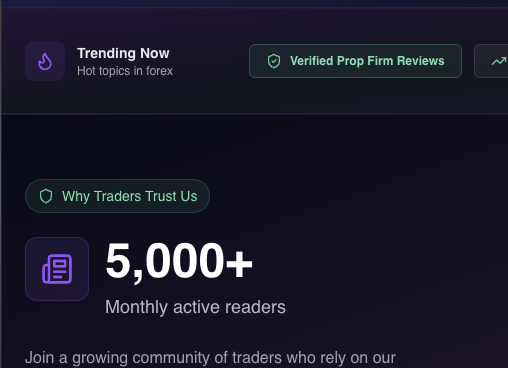 Trending Now
Hot topics in forex
Verified Prop Firm Reviews
Why Traders Trust Us
5,000+
Monthly active readers
Join a growing community of traders who rely on our